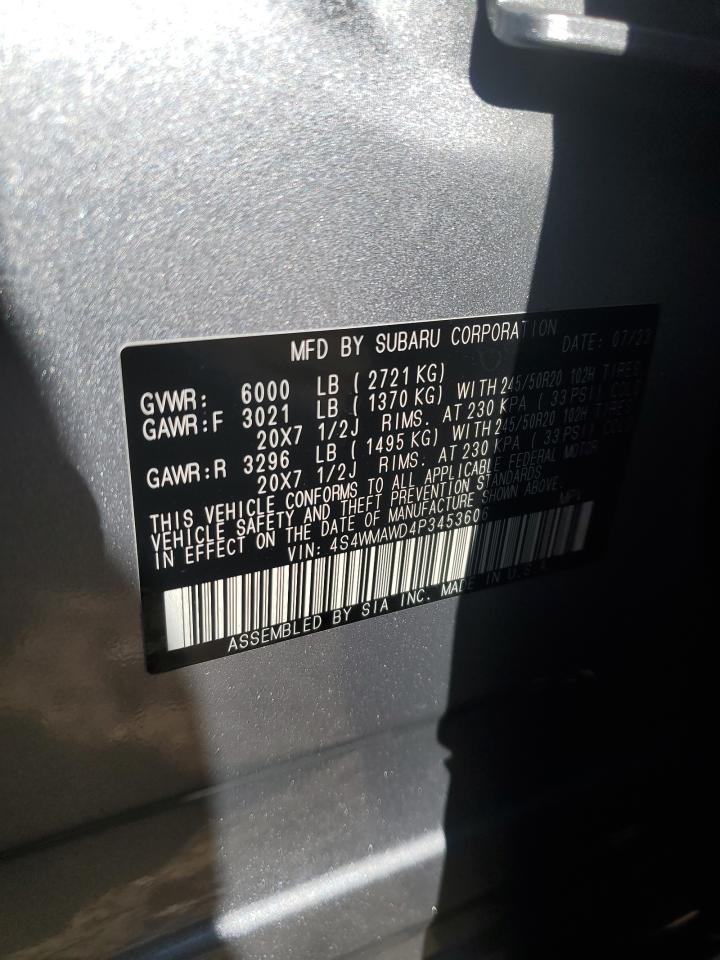 MFD BY SUBARU CORPORATION DATE: 07/23
GVWR: 6000 LB ( 2721 KG)
GAWR:F 3021 LB ( 1370 KG) WITH 245/50R20 102H TIRES
20X7 1/2J RIMS. AT 230 KPA ( 33 PSI) COLD
GAWR:R 3296 LB ( 1495 KG) WITH 245/50R20 102H TIRES
20X7 1/2J RIMS. AT 230 KPA ( 33 PSI) COLD
THIS VEHICLE CONFORMS TO ALL APPLICABLE FEDERAL MOTOR
VEHICLE SAFETY AND THEFT PREVENTION STANDARDS
IN EFFECT ON THE DATE OF MANUFACTURE SHOWN ABOVE.
VIN: 4S4WMAWD4P3453606 MPV
ASSEMBLED BY SIA INC. MADE IN U.S.A.